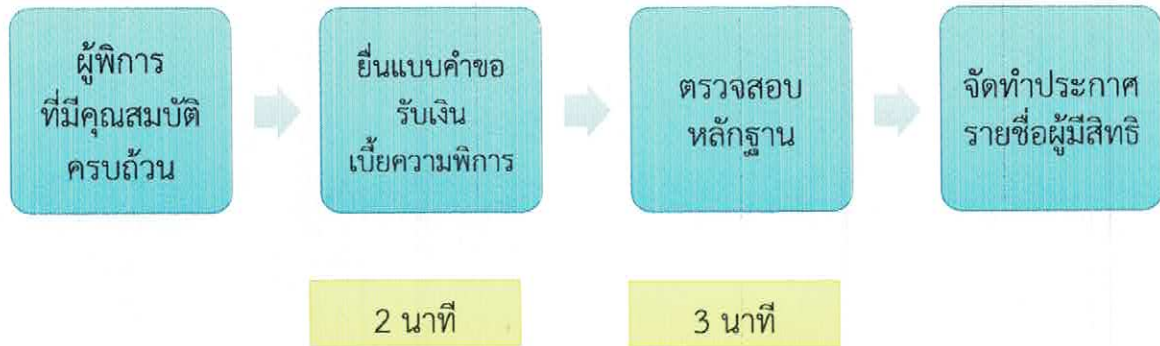 ผู้พิการ
ที่มีคุณสมบัติ
ครบถ้วน
ยื่นแบบคำขอ
รับเงิน
เบี้ยความพิการ
ตรวจสอบ
หลักฐาน
จัดทำประกาศ
รายชื่อผู้มีสิทธิ
2 นาที
3 นาที